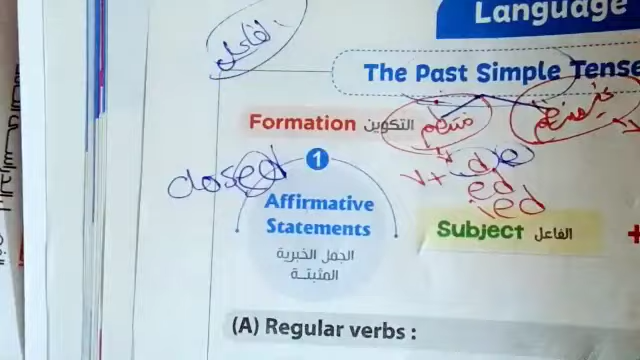 Language
الفاعل
The Past Simple Tense
Formation التكوين
منتظم
غير منتظم
closed
1
V + d
ed
ied
Affirmative
Statements
الجمل الخبرية
المثبتة
Subject الفاعل +
(A) Regular verbs :